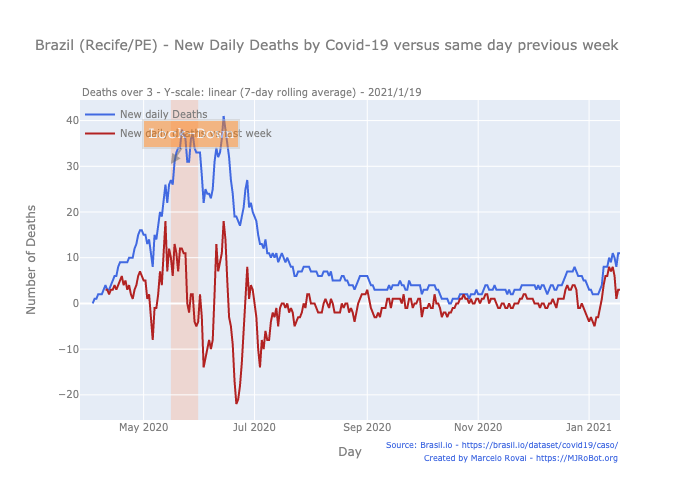 Brazil (Recife/PE) - New Daily Deaths by Covid-19 versus same day previous week
Deaths over 3 - Y-scale: linear (7-day rolling average) - 2021/1/19
New daily Deaths
New daily deaths last week
40
30
20
10
0
−10
−20
Number of Deaths
May 2020
Jul 2020
Sep 2020
Nov 2020
Jan 2021
Day
Source: Brasil.io - https://brasil.io/dataset/covid19/caso/
Created by Marcelo Rovai - https://MJRoBot.org